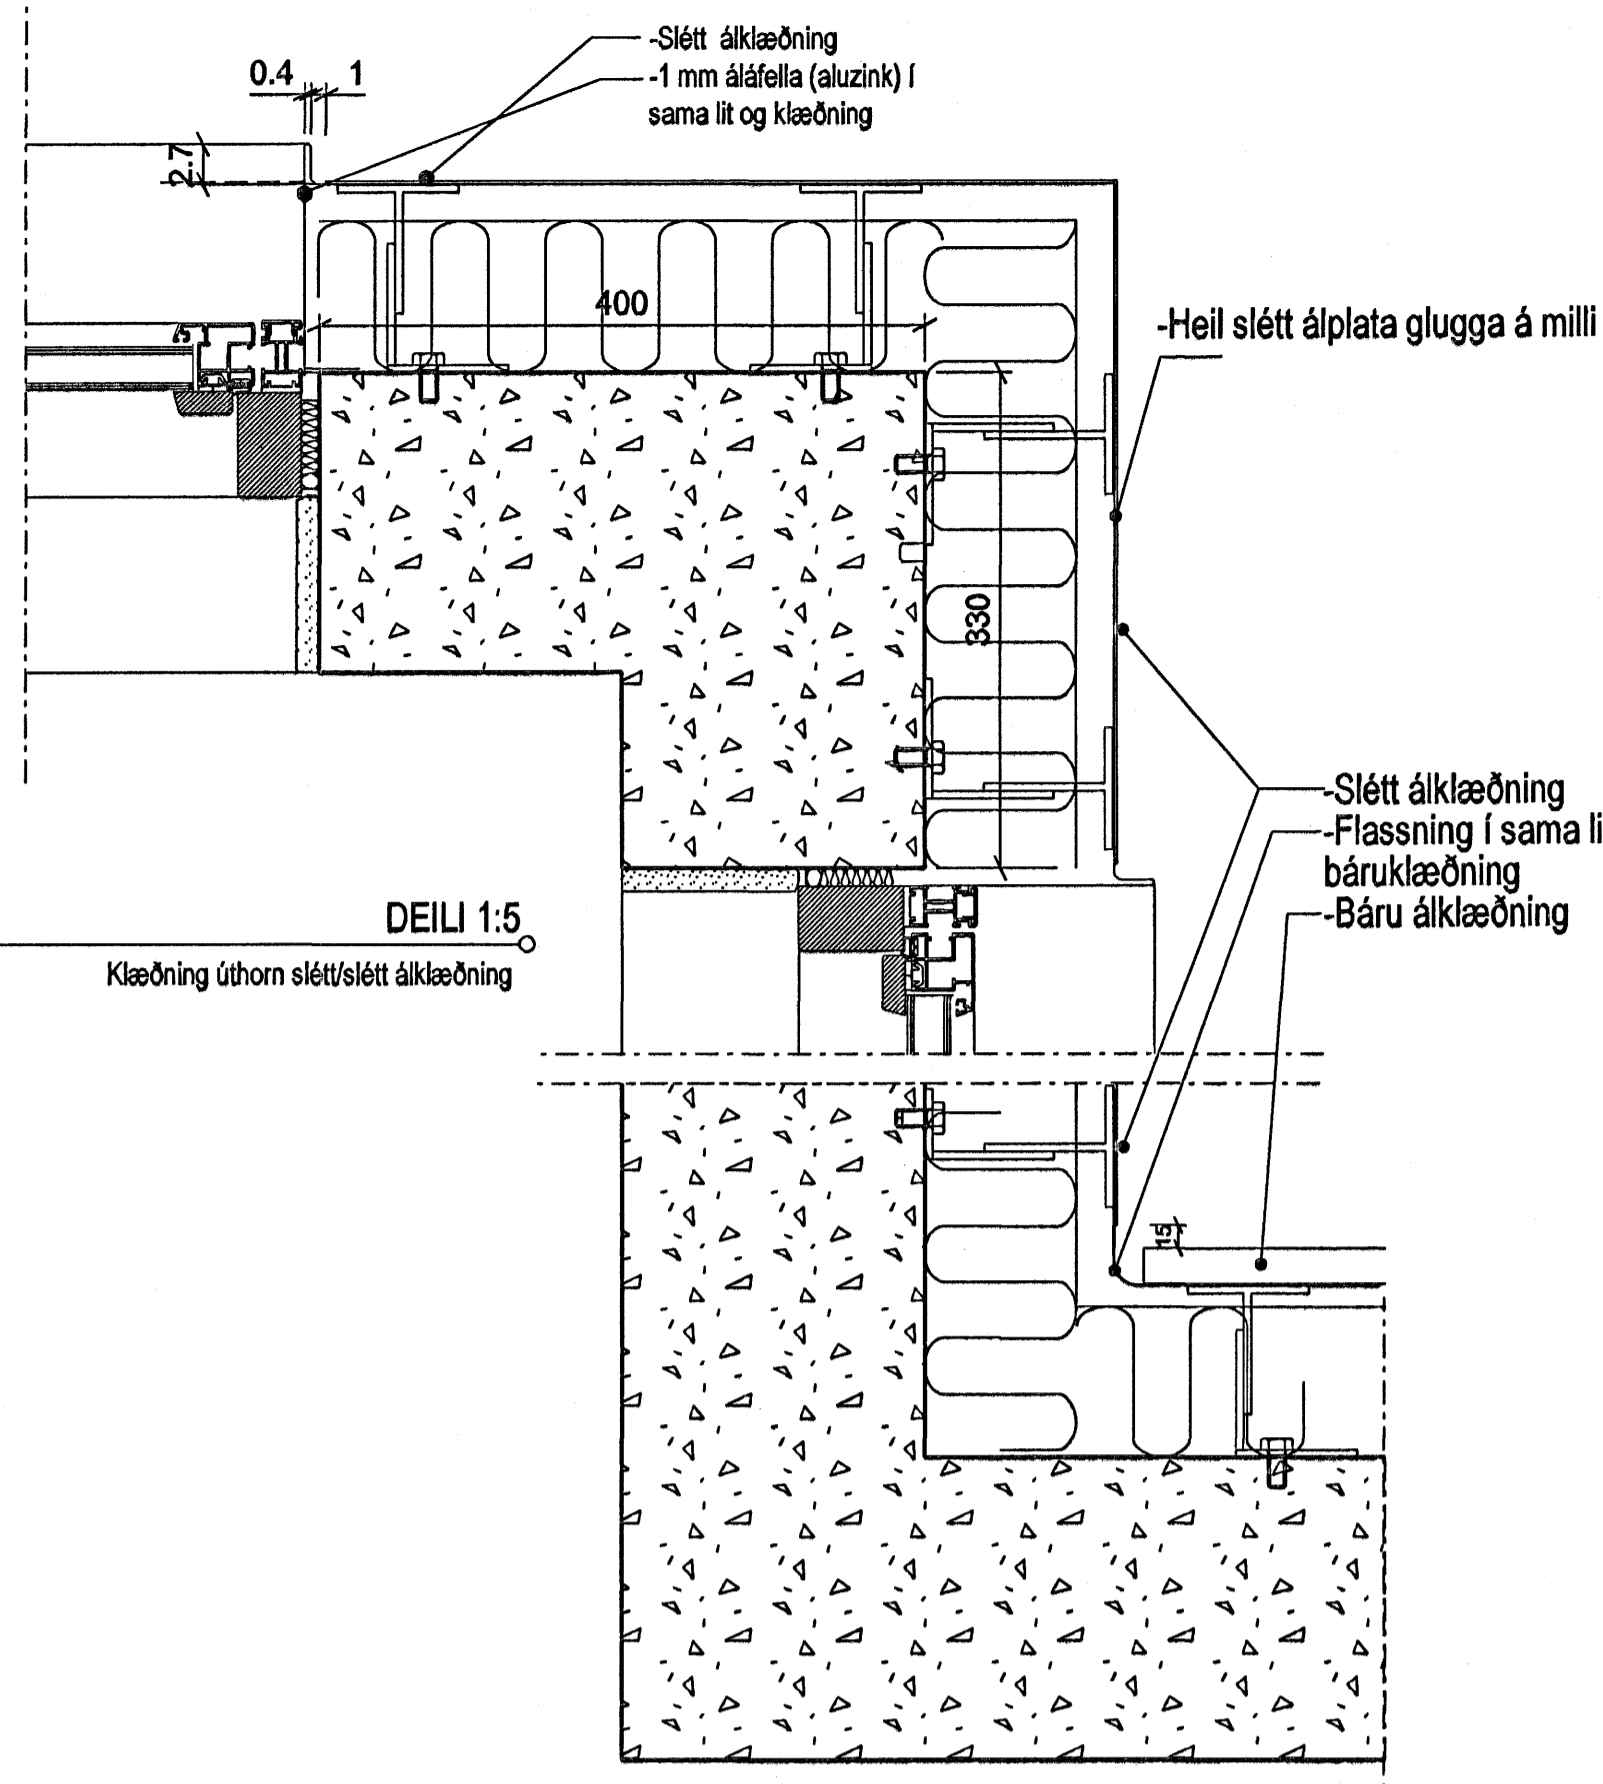 -Slétt álklæðning
-1 mm áláfella (aluzink) í
sama lit og klæðning
0.4
1
2.7
400
-Heil slétt álplata glugga á milli
330
-Slétt álklæðning
-Flassning í sama li
báruklæðning
-Báru álklæðning
DEILI 1:5
Klæðning úthorn slétt/slétt álklæðning
15